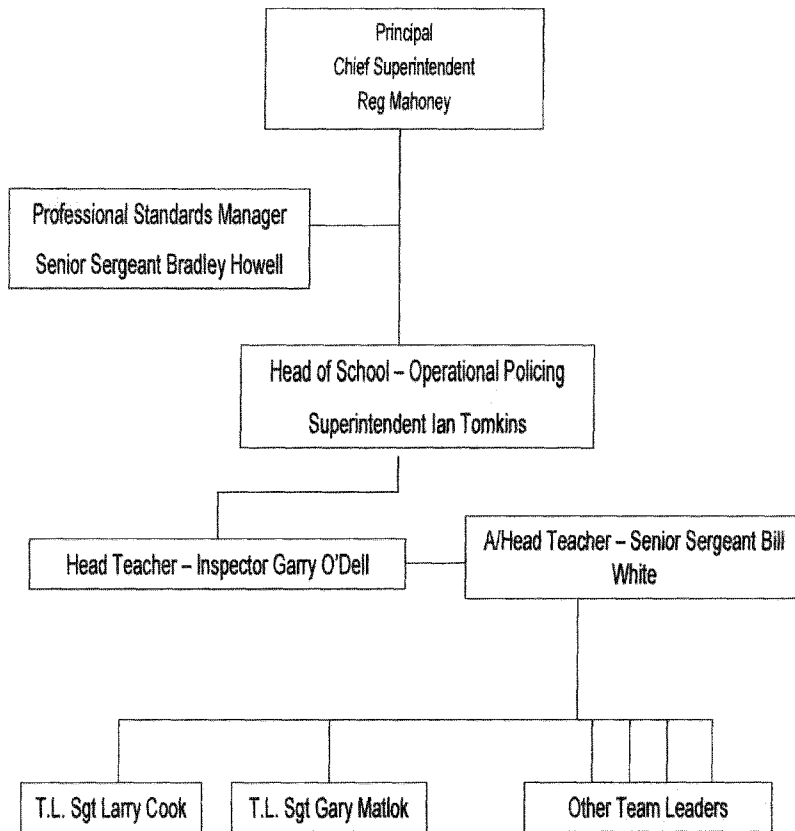 Principal
Chief Superintendent
Reg Mahoney
Professional Standards Manager
Senior Sergeant Bradley Howell
Head of School – Operational Policing
Superintendent Ian Tomkins
Head Teacher – Inspector Garry O'Dell
A/Head Teacher – Senior Sergeant Bill
White
T.L. Sgt Larry Cook
T.L. Sgt Gary Matlok
Other Team Leaders